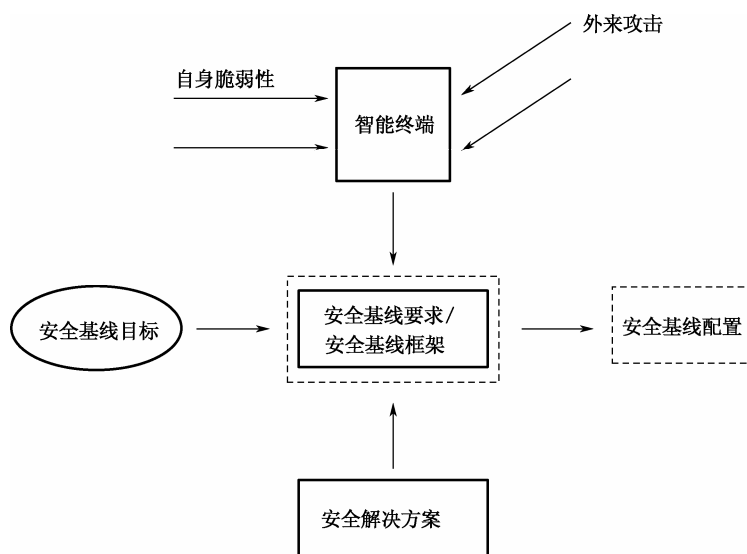 外来攻击
自身脆弱性
智能终端
安全基线目标
安全基线要求/
安全基线框架
安全基线配置
安全解决方案